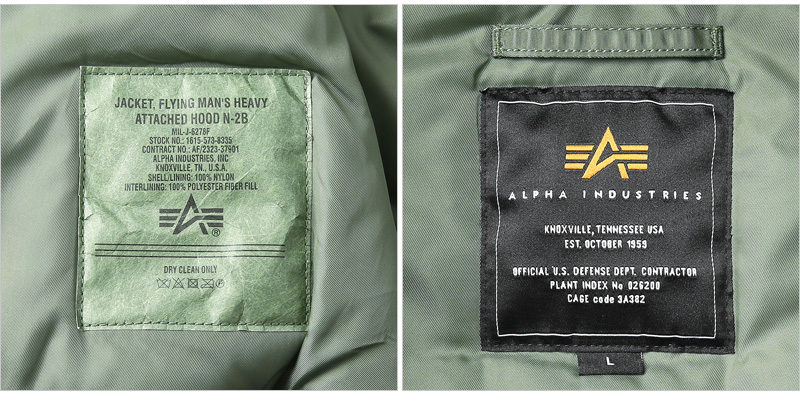 JACKET, FLYING MAN'S HEAVY
ATTACHED HOOD N-2B
MIL-J-6278F
STOCK NO.: 1615-573-8335
CONTRACT NO.: AF/2323-37901
ALPHA INDUSTRIES, INC
KNOXVILLE, TN., U.S.A.
SHELL/LINING: 100% NYLON
INTERLINING: 100% POLYESTER FIBER FILL
®
DRY CLEAN ONLY
ALPHA INDUSTRIES
KNOXVILLE, TENNESSEE USA
EST. OCTOBER 1959
OFFICIAL U.S. DEFENSE DEPT. CONTRACTOR
PLANT INDEX No 026200
CAGE code 3A382
L